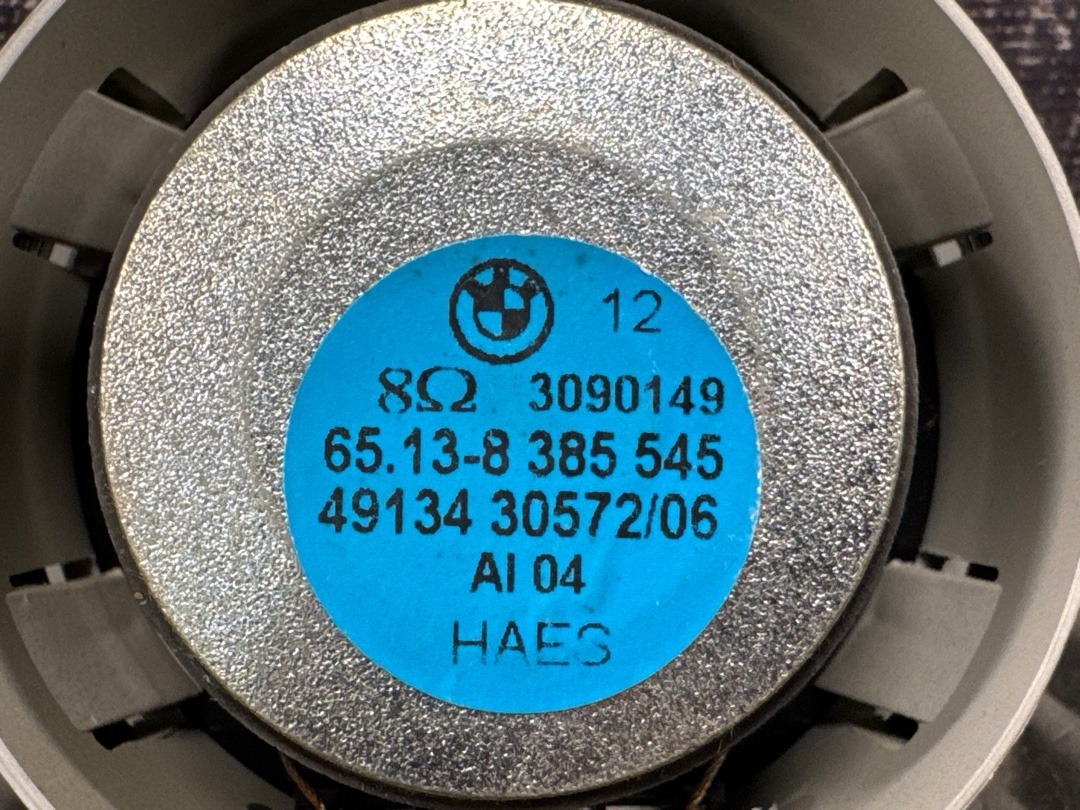 12
8Ω 3090149
65.13-8 385 545
49134 30572/06
AI 04
HAES